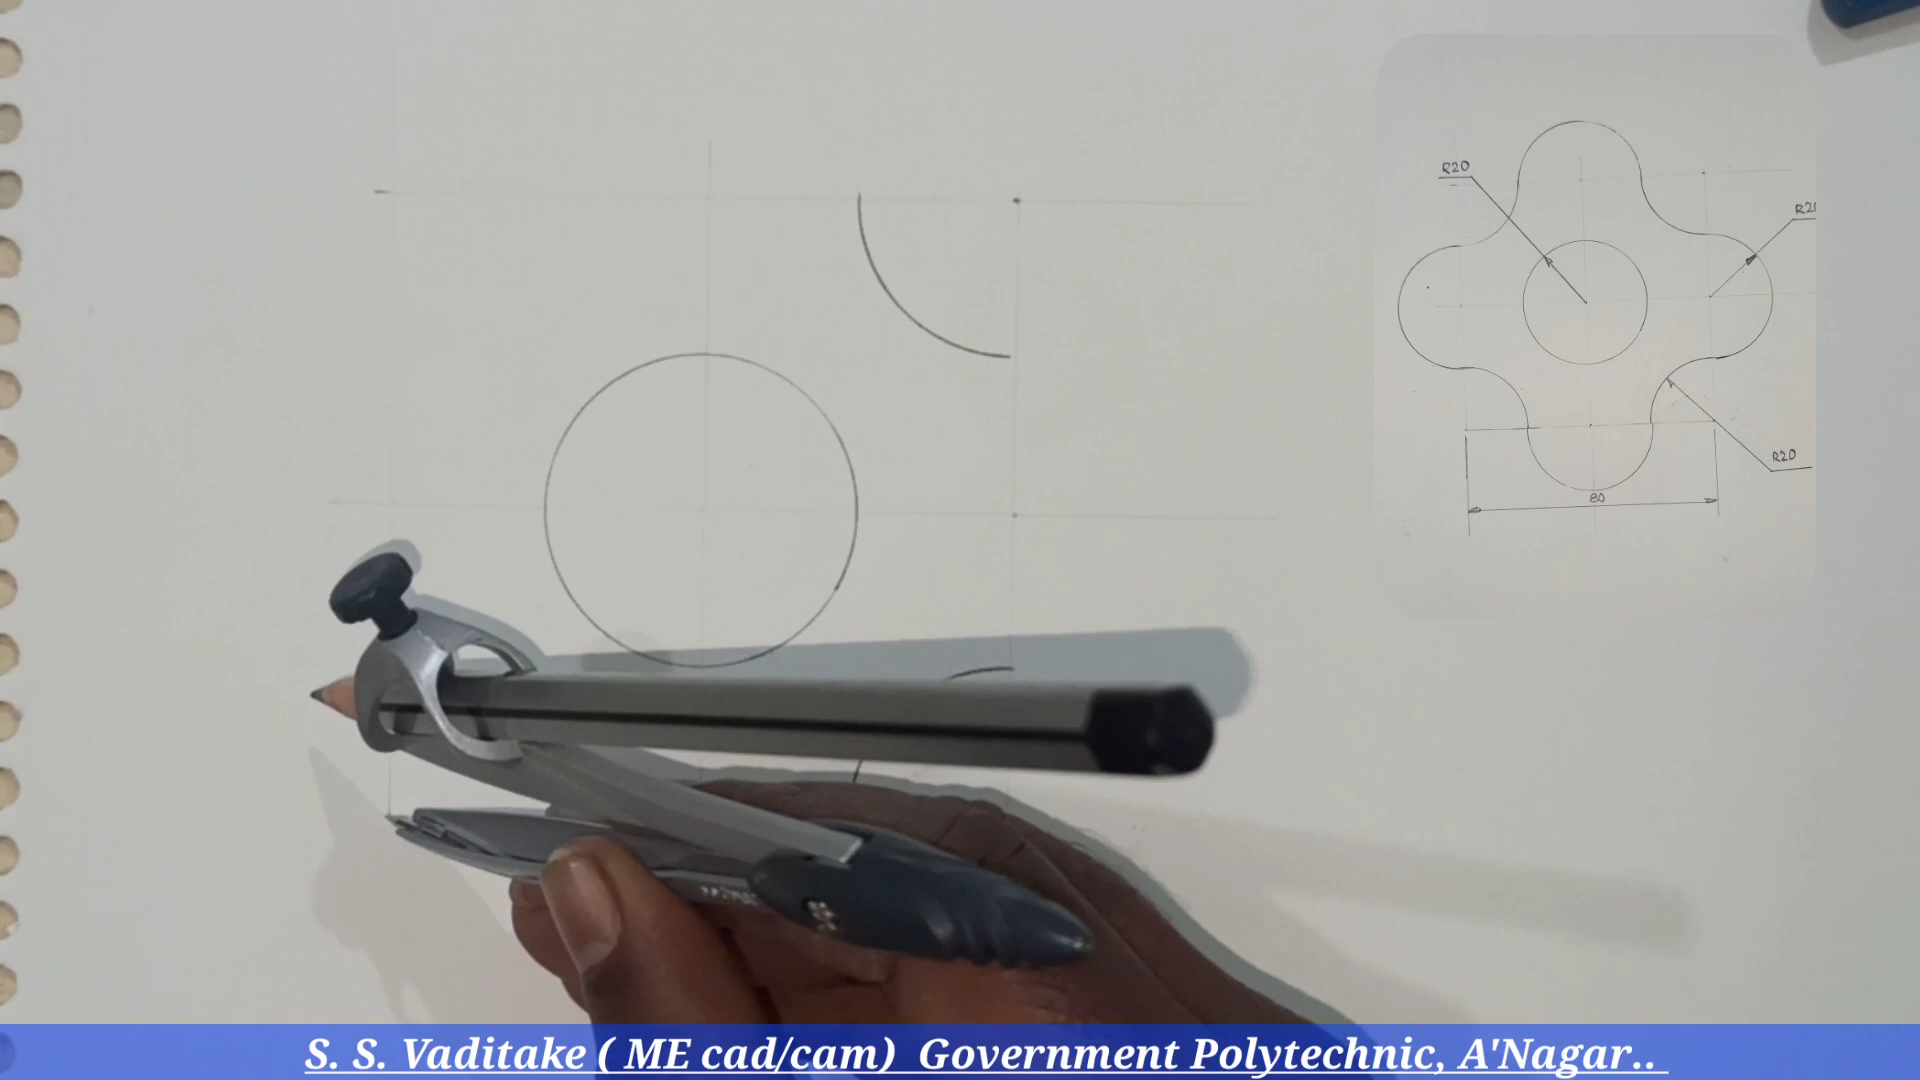 R20
R20
80
S. S. Vaditake ( ME cad/cam) Government Polytechnic, A'Nagar..